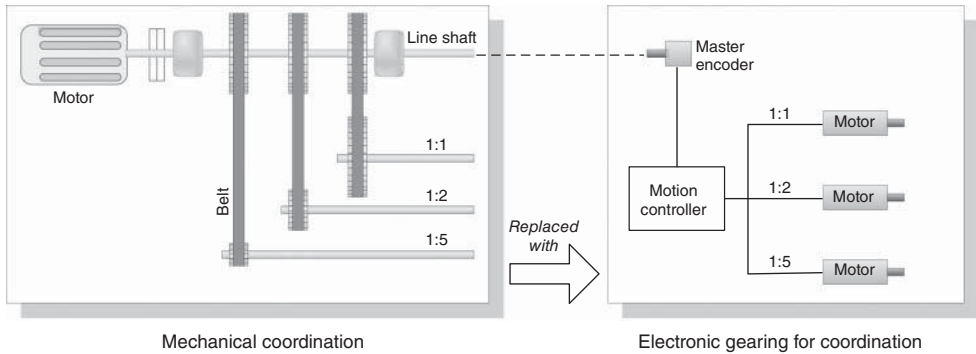 Motor
Line shaft
1:1
1:2
1:5
Belt
Replaced
with
Master
encoder
Motion
controller
1:1
Motor
1:2
Motor
1:5
Motor
Mechanical coordination
Electronic gearing for coordination